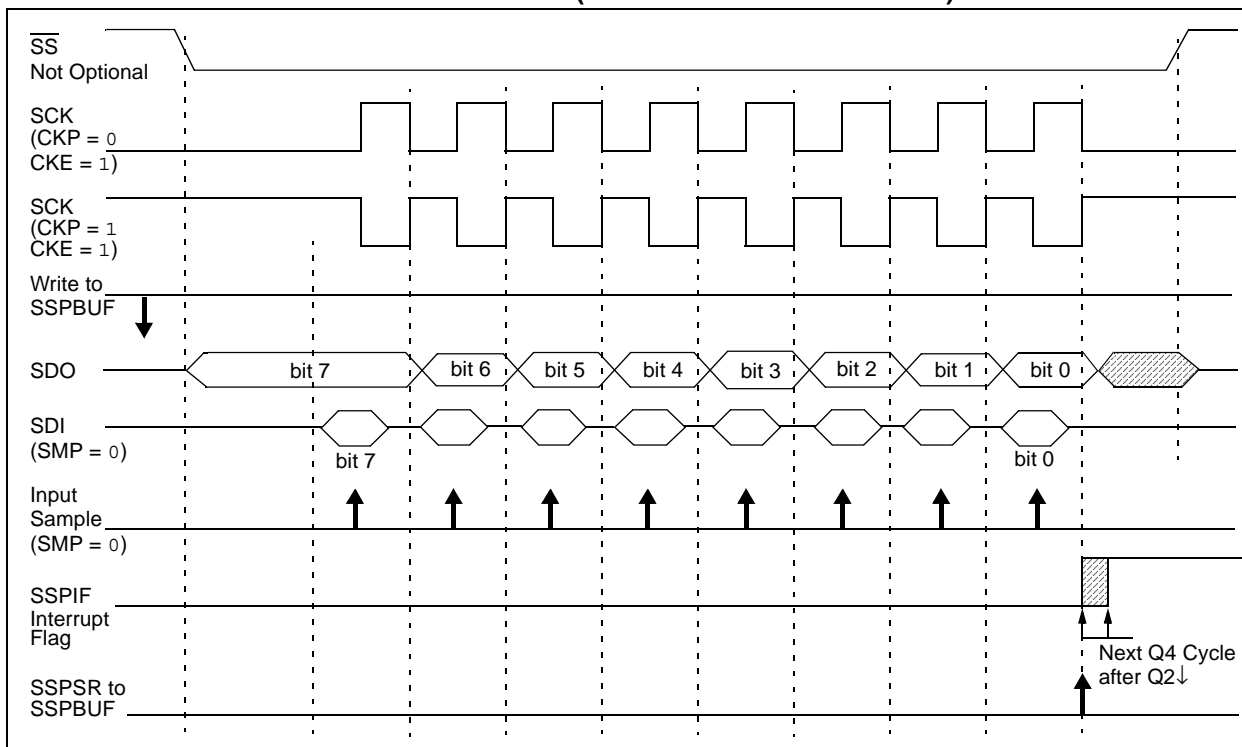 SS
Not Optional
SCK
(CKP = 0
CKE = 1)
SCK
(CKP = 1
CKE = 1)
Write to
SSPBUF
SDO
bit 7 bit 6 bit 5 bit 4 bit 3 bit 2 bit 1 bit 0
SDI
(SMP = 0)
bit 7 bit 0
Input
Sample
(SMP = 0)
SSPIF
Interrupt
Flag
Next Q4 Cycle
after Q2↓
SSPSR to
SSPBUF